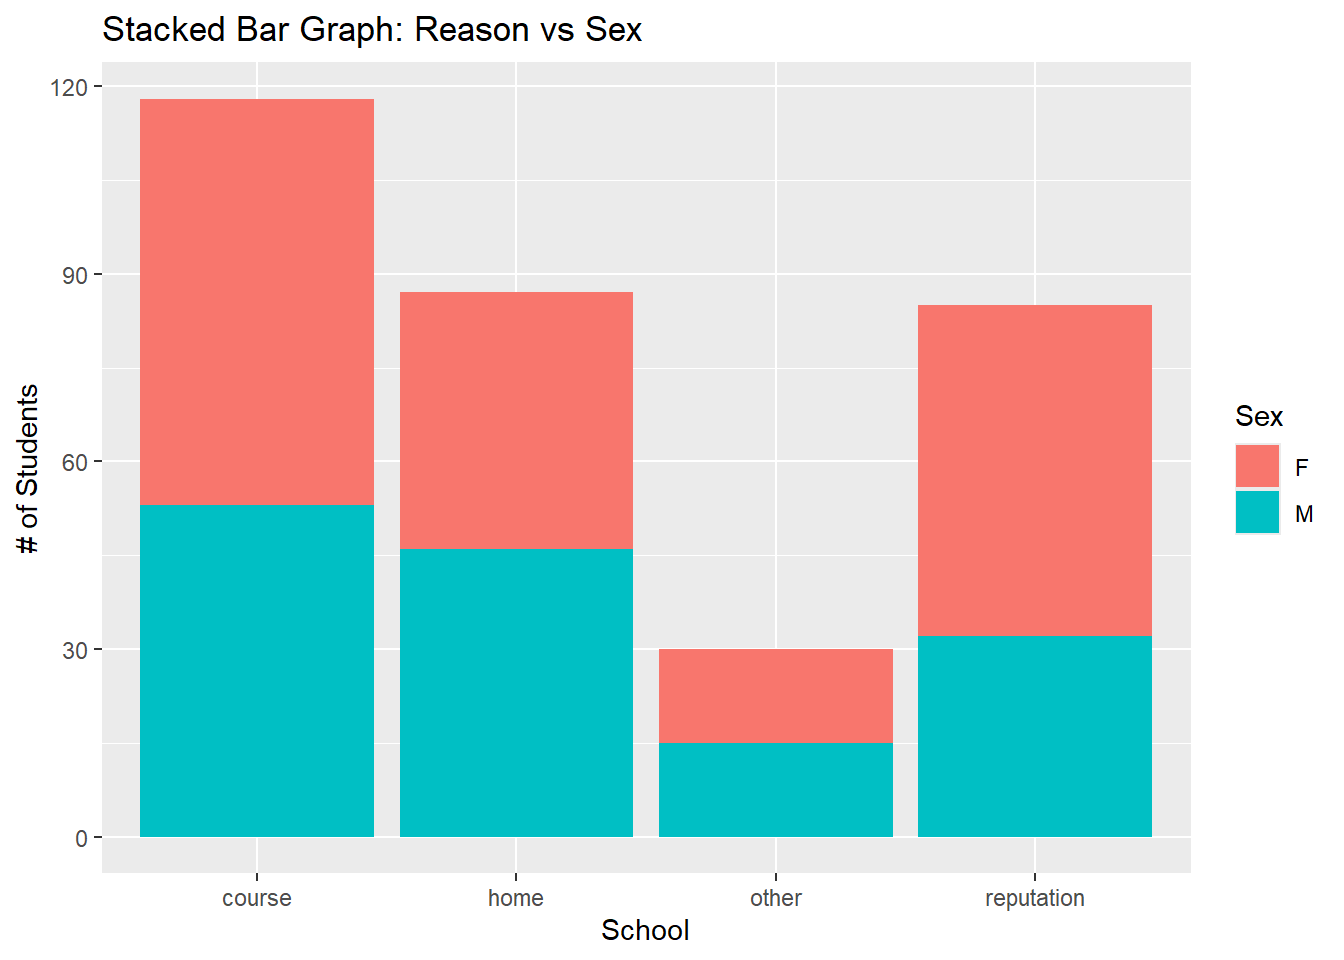 Stacked Bar Graph: Reason vs Sex
120
90
60
30
0
# of Students
course
home
other
reputation
School
Sex
F
M